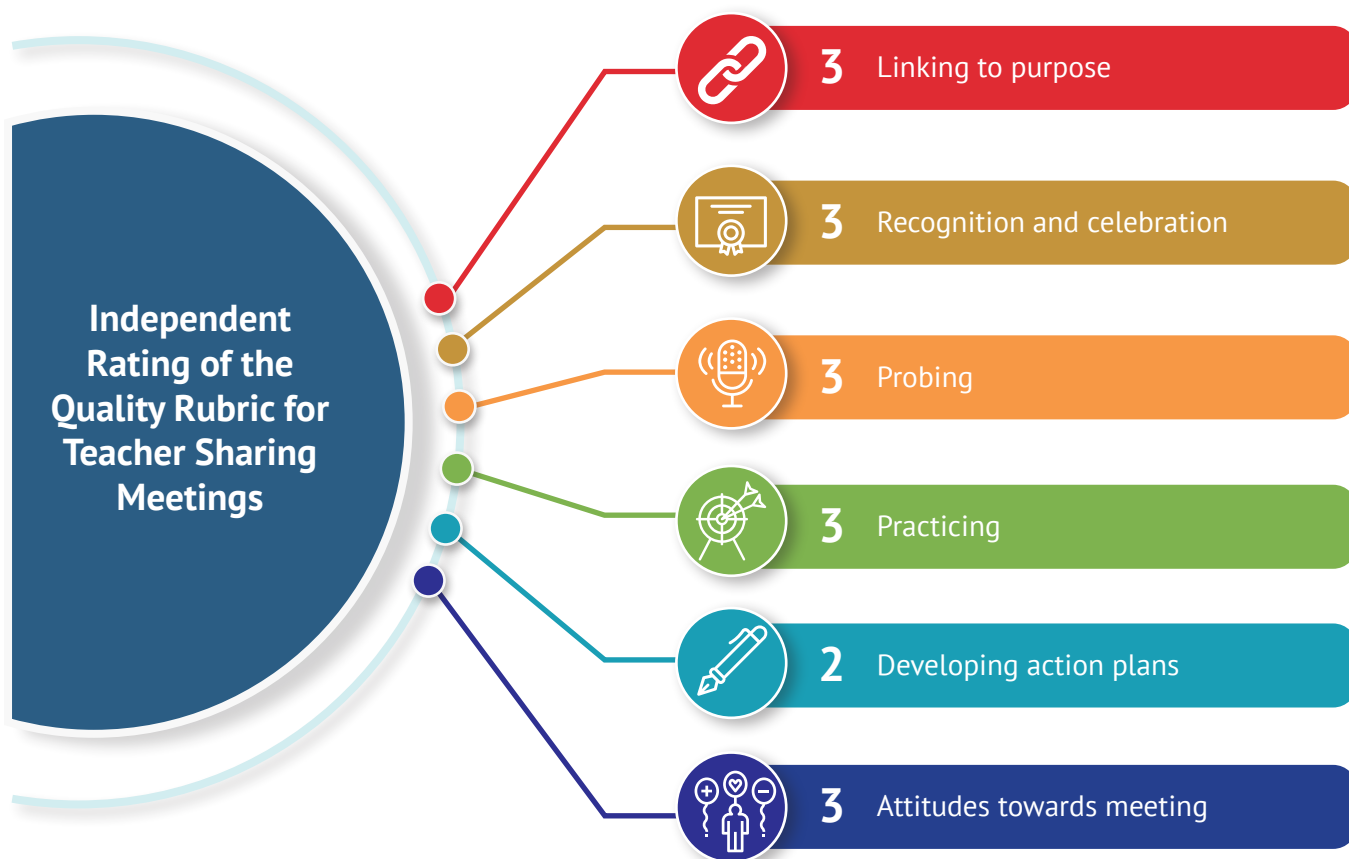 Independent
Rating of the
Quality Rubric for
Teacher Sharing
Meetings
3 Linking to purpose
3 Recognition and celebration
3 Probing
3 Practicing
2 Developing action plans
3 Attitudes towards meeting